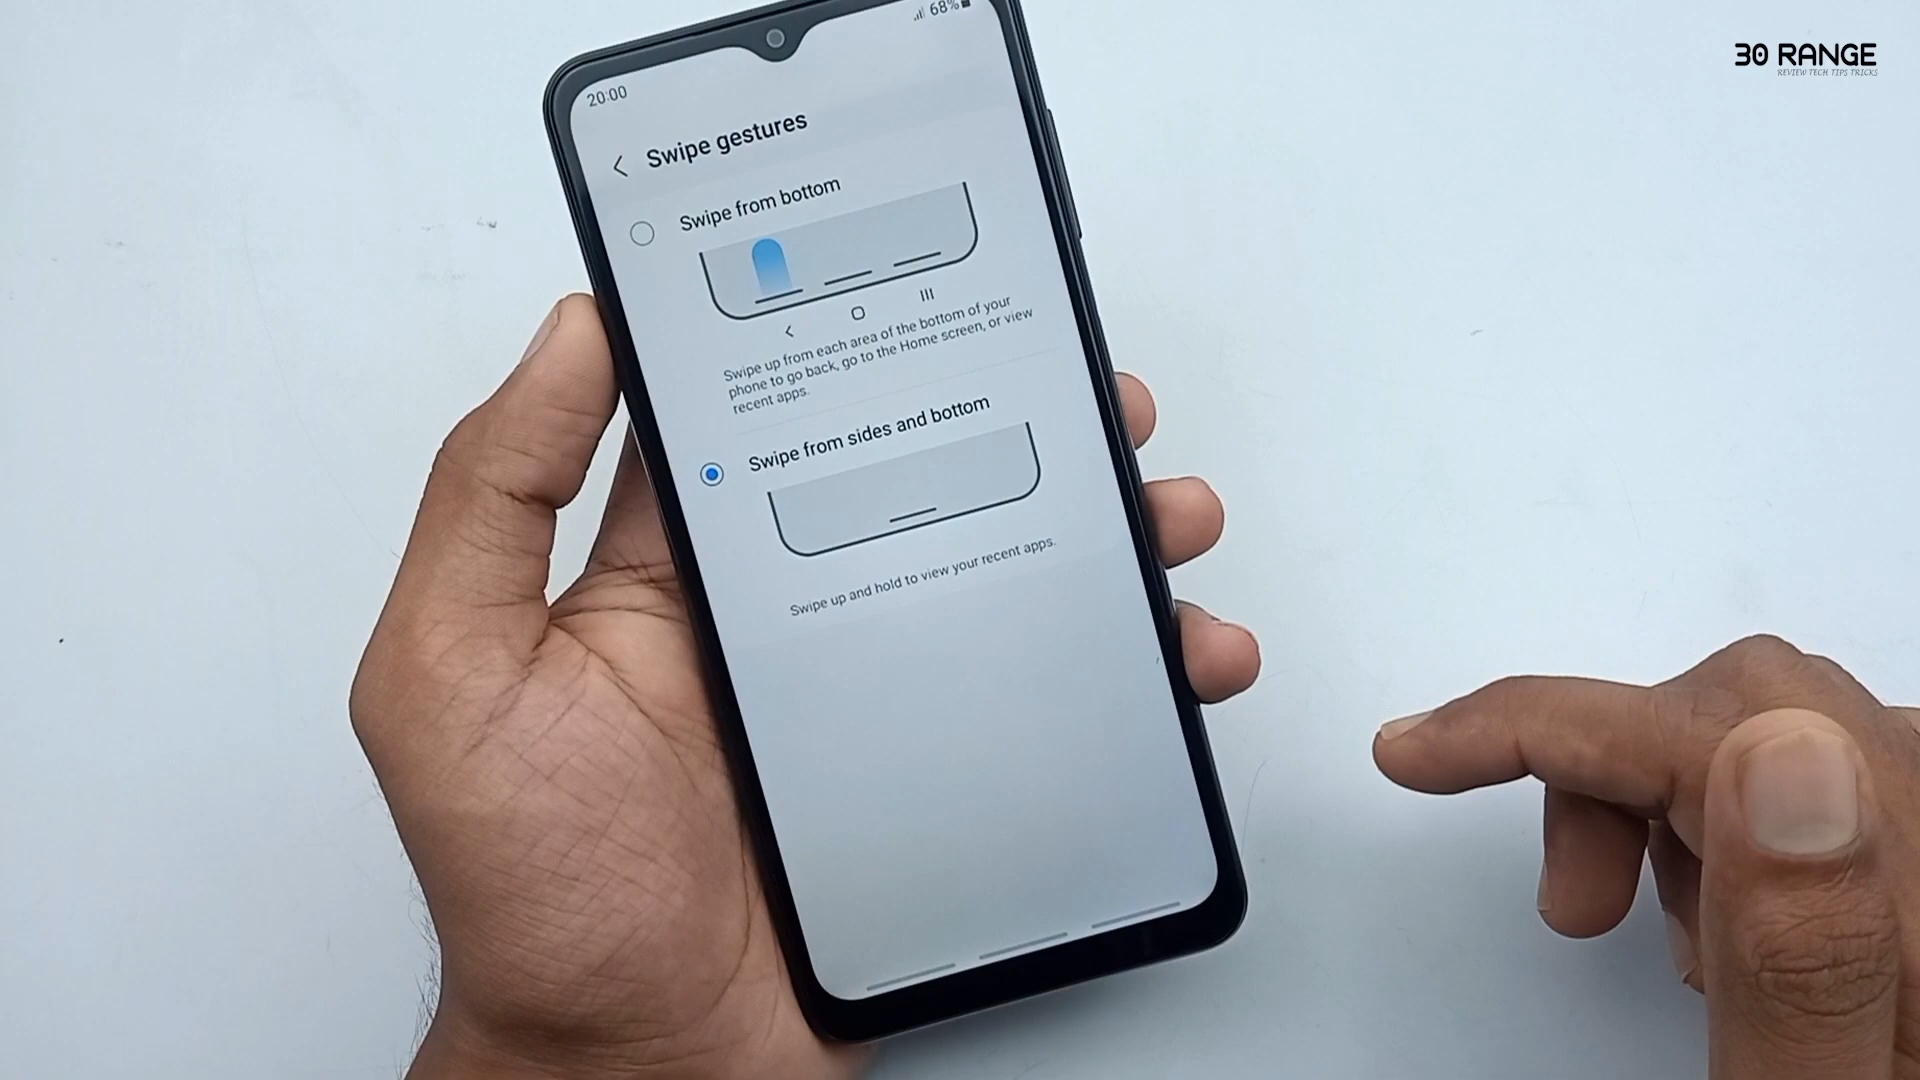 30 RANGE
REVIEW TECH TIPS TRICKS
68%
20:00
Swipe gestures
Swipe from bottom
Swipe up from each area of the bottom of your
phone to go back, go to the Home screen, or view
recent apps.
Swipe from sides and bottom
Swipe up and hold to view your recent apps.